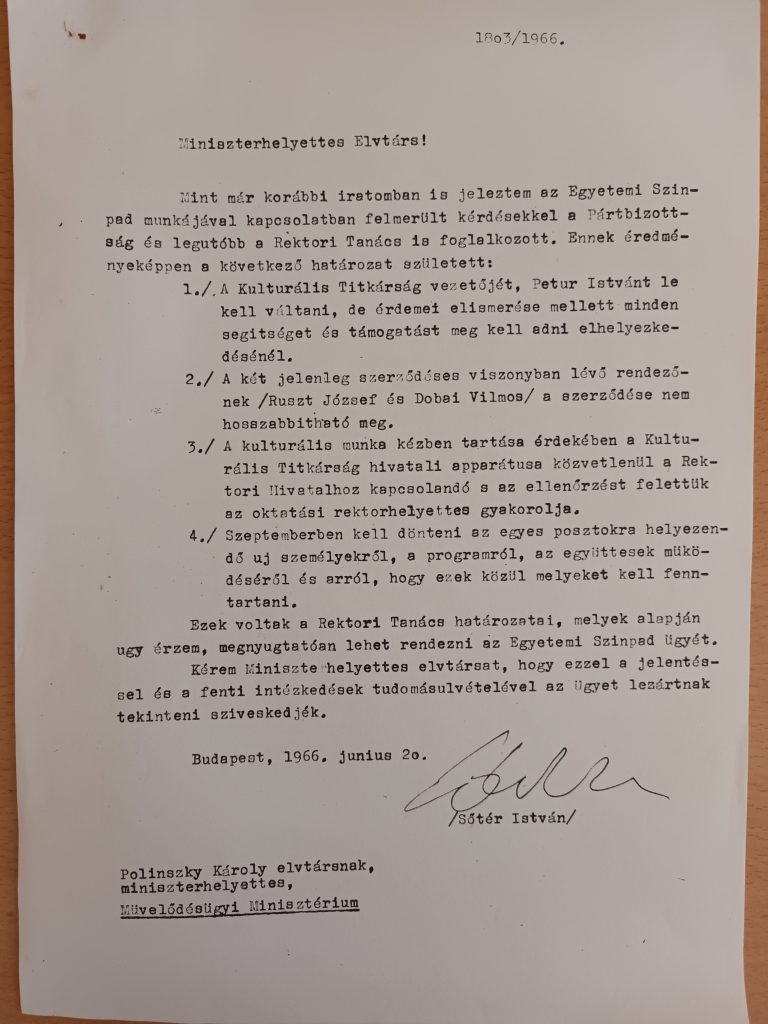 18o3/1966.
Miniszterhelyettes Elvtárs!
Mint már korábbi iratomban is jeleztem az Egyetemi Szin-
pad munkájával kapcsolatban felmerült kérdésekkel a Pártbizott-
ság és legutóbb a Rektori Tanács is foglalkozott. Ennek éredmé-
nyeképpen a következő határozat született:
1./ A Kulturális Titkárság vezetőjét, Petur Istvánt le
kell váltani, de érdemei elismerése mellett minden
segitséget és támogatást meg kell adni elhelyezke-
désénél.
2./ A két jelenleg szerződéses viszonyban lévő rendező-
nek /Ruszt József és Dobai Vilmos/ a szerződése nem
hosszabbitható meg.
3./ A kulturális munka kézben tartása érdekében a Kultu-
rális Titkárság hivatali apparátusa közvetlenül a Rek-
tori Hivatalhoz kapcsolandó s az ellenőrzést felettük
az oktatási rektorhelyettes gyakorolja.
4./ Szeptemberben kell dönteni az egyes posztokra helyezen-
dő uj személyekről, a programról, az együttesek mükö-
déséről és arról, hogy ezek közül melyeket kell fenn-
tartani.
Ezek voltak a Rektori Tanács határozatai, melyek alapján
ugy érzem, megnyugtatóan lehet rendezni az Egyetemi Szinpad ügyét.
Kérem Miniszte helyettes elvtársat, hogy ezzel a jelentés-
sel és a fenti intézkedések tudomásulvételével az ügyet lezártnak
tekinteni sziveskedjék.
Budapest, 1966. junius 2o.
/Sőtér István/
Polinszky Károly elvtársnak,
miniszterhelyettes,
Müvelődésügyi Minisztérium